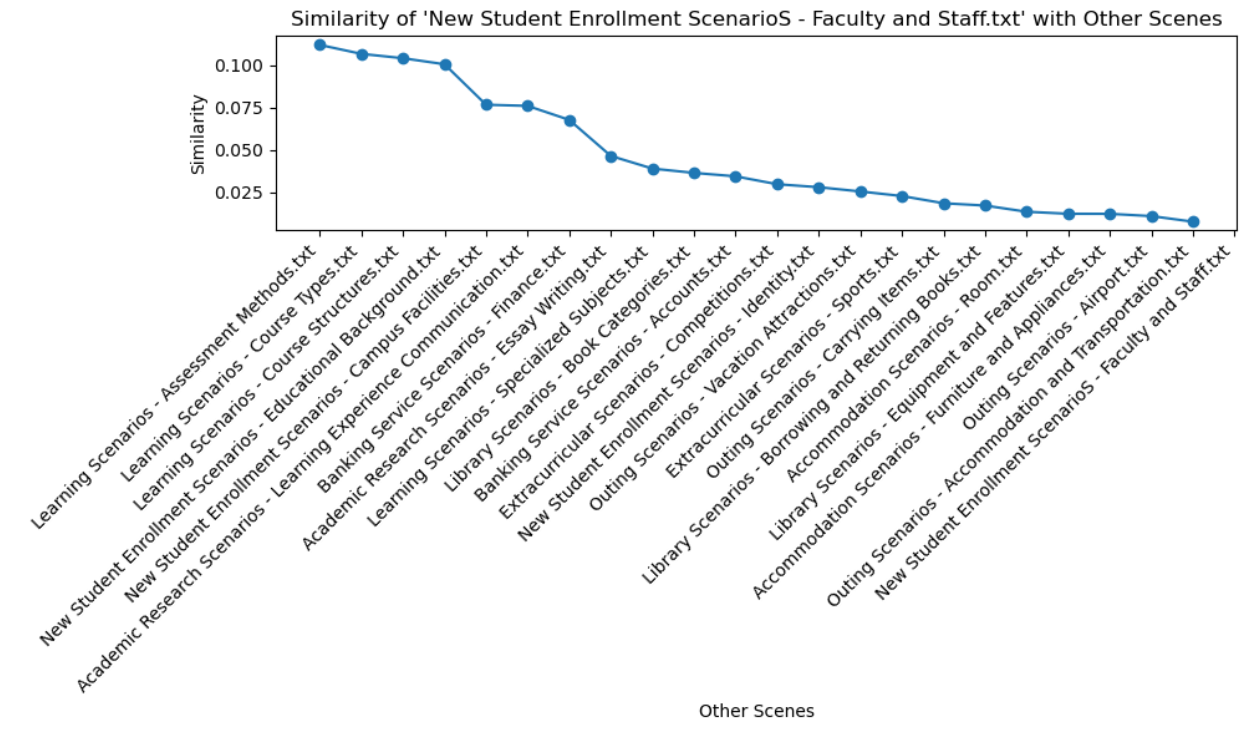 Similarity of 'New Student Enrollment ScenarioS - Faculty and Staff.txt' with Other Scenes
Similarity
0.100
0.075
0.050
0.025
Learning Scenarios - Assessment Methods.txt
Learning Scenarios - Course Types.txt
Learning Scenarios - Course Structures.txt
New Student Enrollment Scenarios - Educational Background.txt
New Student Enrollment Scenarios - Campus Facilities.txt
Academic Research Scenarios - Learning Experience Communication.txt
Banking Service Scenarios - Finance.txt
Academic Research Scenarios - Essay Writing.txt
Learning Scenarios - Specialized Subjects.txt
Library Scenarios - Book Categories.txt
Banking Service Scenarios - Accounts.txt
Extracurricular Scenarios - Competitions.txt
New Student Enrollment Scenarios - Identity.txt
Outing Scenarios - Vacation Attractions.txt
Extracurricular Scenarios - Sports.txt
Outing Scenarios - Carrying Items.txt
Library Scenarios - Borrowing and Returning Books.txt
Accommodation Scenarios - Room.txt
Library Scenarios - Equipment and Features.txt
Accommodation Scenarios - Furniture and Appliances.txt
Outing Scenarios - Airport.txt
Outing Scenarios - Accommodation and Transportation.txt
New Student Enrollment ScenarioS - Faculty and Staff.txt
Other Scenes